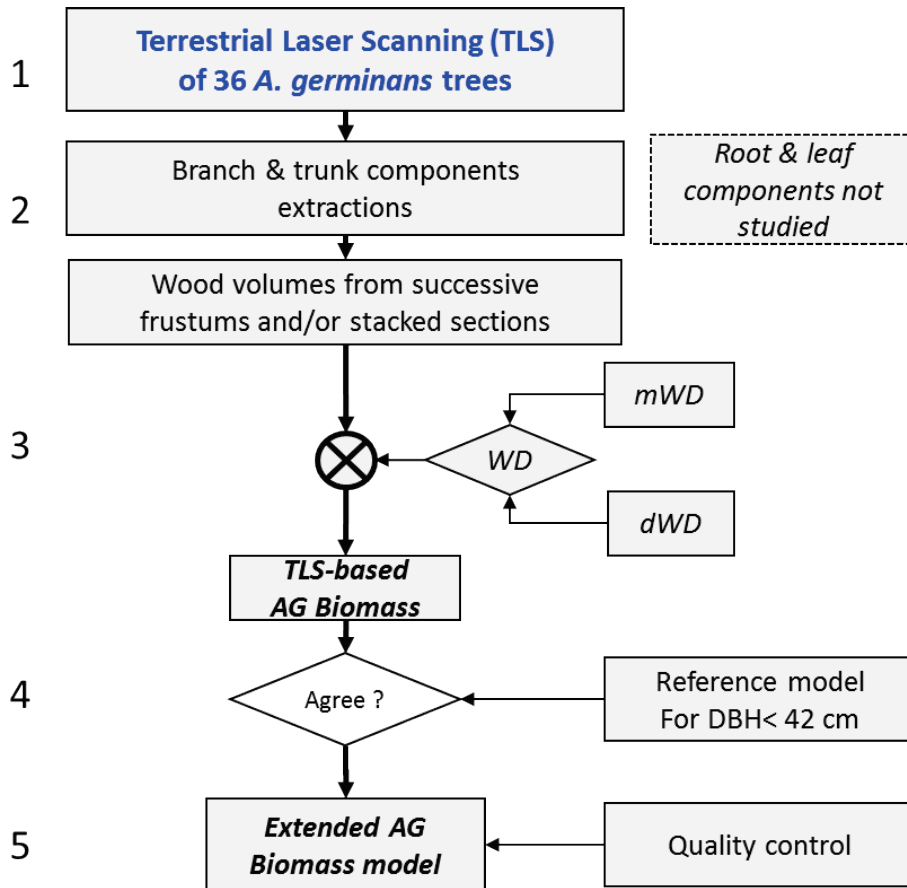 1
Terrestrial Laser Scanning (TLS)
of 36 A. germinans trees
2
Branch & trunk components
extractions
Root & leaf
components not
studied
Wood volumes from successive
frustums and/or stacked sections
3
mWD
WD
dWD
TLS-based
AG Biomass
4
Agree ?
Reference model
For DBH< 42 cm
5
Extended AG
Biomass model
Quality control